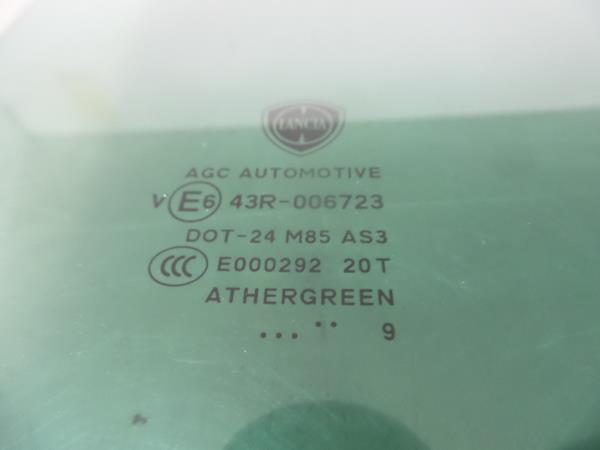 LANCIA
AGC AUTOMOTIVE
V E6 43R-006723
DOT-24 M85 AS3
CCC E000292 20T
ATHERGREEN
... ¨ 9